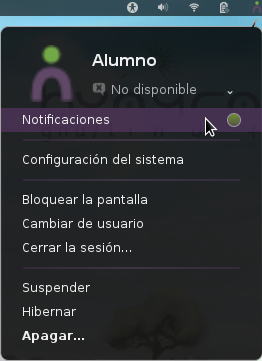 Alumno
No disponible
Notificaciones
Configuración del sistema
Bloquear la pantalla
Cambiar de usuario
Cerrar la sesión...
Suspender
Hibernar
Apagar...